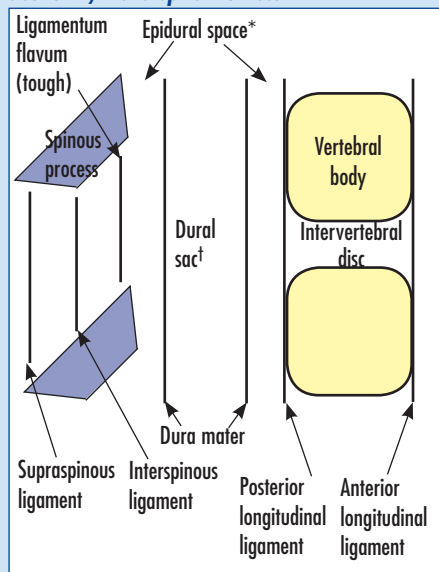 Ligamentum
flavum
(tough)
Epidural space*
Spinous
process
Vertebral
body
Dural
sac†
Intervertebral
disc
Dura mater
Supraspinous
ligament
Interspinous
ligament
Posterior
longitudinal
ligament
Anterior
longitudinal
ligament